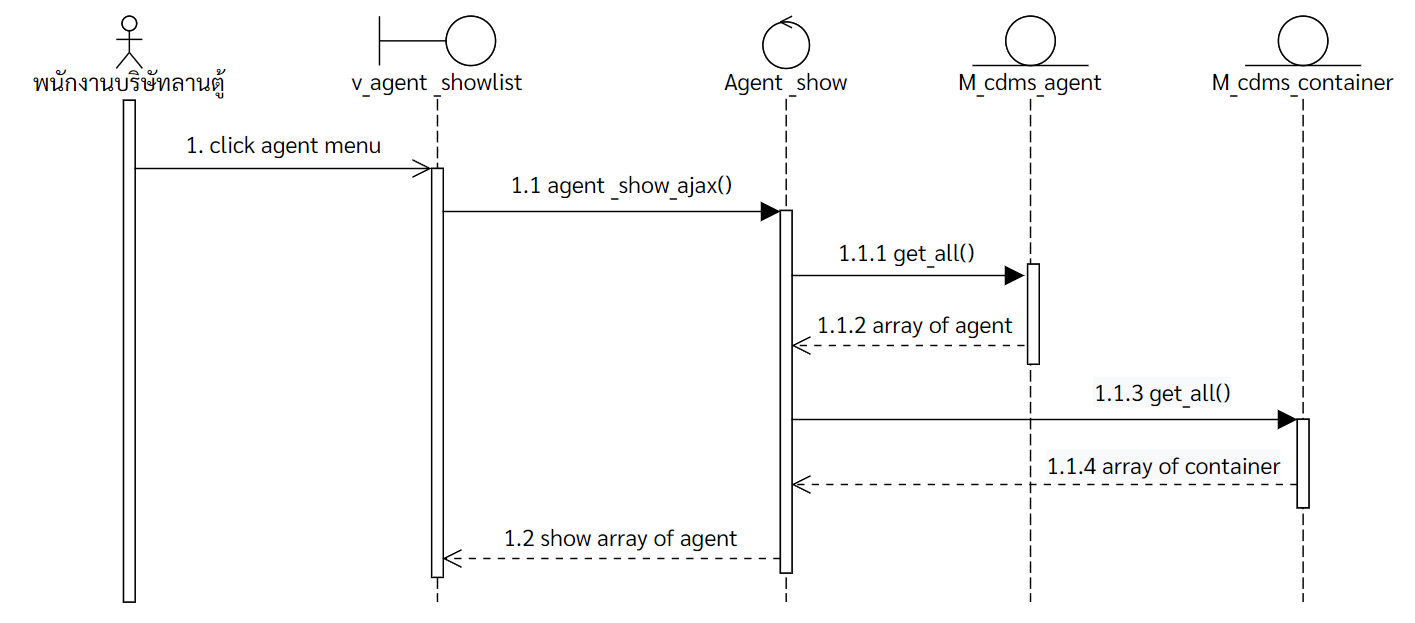 พนักงานบริษัทลานตู้
v_agent _showlist
Agent _show
M_cdms_agent
M_cdms_container
1. click agent menu
1.1 agent _show_ajax()
1.1.1 get_all()
1.1.2 array of agent
1.1.3 get_all()
1.1.4 array of container
1.2 show array of agent